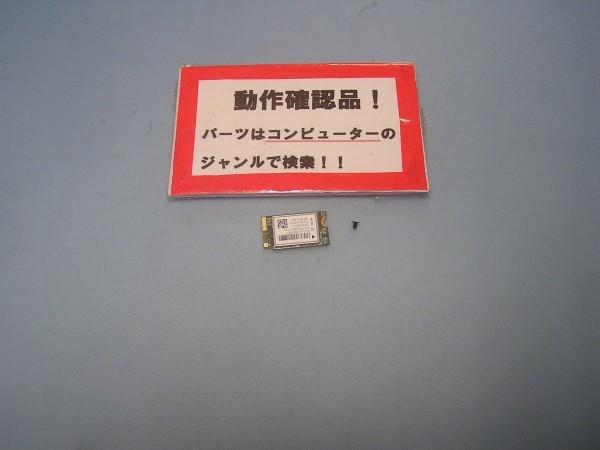 動作確認品！
パーツはコンピューターの
ジャンルで検索！！